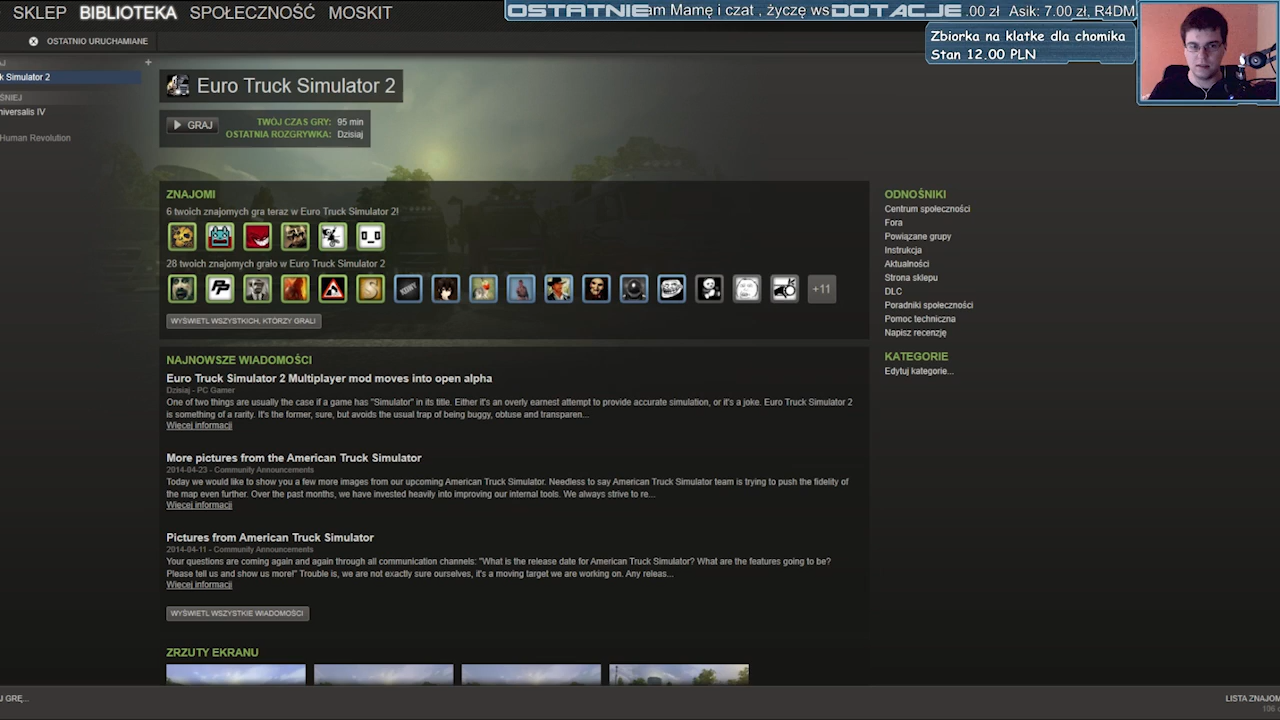 SKLEP BIBLIOTEKA SPOŁECZNOŚĆ MOSKIT
OSTATNIE am Mamę i czat , życzę ws DOTACJE .00 zł Asik: 7.00 zł, R4DM
Zbiorka na klatke dla chomika
Stan 12.00 PLN
OSTATNIO URUCHAMIANE
AJ
+
k Simulator 2
ŚNIEJ
niversalis IV
Human Revolution
Euro Truck Simulator 2
GRAJ
TWÓJ CZAS GRY: 95 min
OSTATNIA ROZGRYWKA: Dzisiaj
ZNAJOMI
6 twoich znajomych gra teraz w Euro Truck Simulator 2!
28 twoich znajomych grało w Euro Truck Simulator 2
+11
WYŚWIETL WSZYSTKICH, KTÓRZY GRALI
NAJNOWSZE WIADOMOŚCI
Euro Truck Simulator 2 Multiplayer mod moves into open alpha
Dzisiaj - PC Gamer
One of two things are usually the case if a game has "Simulator" in its title. Either it's an overly earnest attempt to provide accurate simulation, or it's a joke. Euro Truck Simulator 2
is something of a rarity. It's the former, sure, but avoids the usual trap of being buggy, obtuse and transparen...
Więcej informacji
More pictures from the American Truck Simulator
2014-04-23 - Community Announcements
Today we would like to show you a few more images from our upcoming American Truck Simulator. Needless to say American Truck Simulator team is trying to push the fidelity of
the map even further. Over the past months, we have invested heavily into improving our internal tools. We always strive to re...
Więcej informacji
Pictures from American Truck Simulator
2014-04-11 - Community Announcements
Your questions are coming again and again through all communication channels: "What is the release date for American Truck Simulator? What are the features going to be?
Please tell us and show us more!" Trouble is, we are not exactly sure ourselves, it's a moving target we are working on. Any releas...
Więcej informacji
WYŚWIETL WSZYSTKIE WIADOMOŚCI
ZRZUTY EKRANU
ODNOŚNIKI
Centrum społeczności
Fora
Powiązane grupy
Instrukcja
Aktualności
Strona sklepu
DLC
Poradniki społeczności
Pomoc techniczna
Napisz recenzję
KATEGORIE
Edytuj kategorie...
J GRĘ...
LISTA ZNAJOM